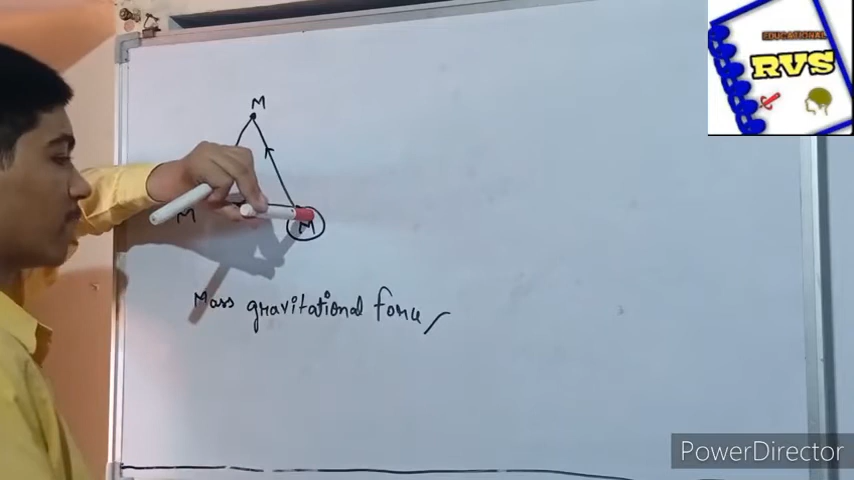 EDUCATIONAL
RVS
M
M
M
Mass gravitational force
PowerDirector